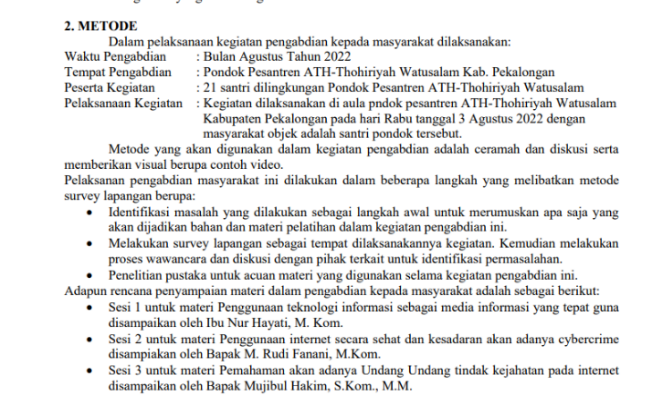 2. METODE
Dalam pelaksanaan kegiatan pengabdian kepada masyarakat dilaksanakan:
Waktu Pengabdian : Bulan Agustus Tahun 2022
Tempat Pengabdian : Pondok Pesantren ATH-Thohiriyah Watusalam Kab. Pekalongan
Peserta Kegiatan : 21 santri dilingkungan Pondok Pesantren ATH-Thohiriyah Watusalam
Pelaksanaan Kegiatan : Kegiatan dilaksanakan di aula pndok pesantren ATH-Thohiriyah Watusalam
Kabupaten Pekalongan pada hari Rabu tanggal 3 Agustus 2022 dengan
masyarakat objek adalah santri pondok tersebut.
Metode yang akan digunakan dalam kegiatan pengabdian adalah ceramah dan diskusi serta
memberikan visual berupa contoh video.
Pelaksanan pengabdian masyarakat ini dilakukan dalam beberapa langkah yang melibatkan metode
survey lapangan berupa:
• Identifikasi masalah yang dilakukan sebagai langkah awal untuk merumuskan apa saja yang
akan dijadikan bahan dan materi pelatihan dalam kegiatan pengabdian ini.
• Melakukan survey lapangan sebagai tempat dilaksanakannya kegiatan. Kemudian melakukan
proses wawancara dan diskusi dengan pihak terkait untuk identifikasi permasalahan.
• Penelitian pustaka untuk acuan materi yang digunakan selama kegiatan pengabdian ini.
Adapun rencana penyampaian materi dalam pengabdian kepada masyarakat adalah sebagai berikut:
• Sesi 1 untuk materi Penggunaan teknologi informasi sebagai media informasi yang tepat guna
disampaikan oleh Ibu Nur Hayati, M. Kom.
• Sesi 2 untuk materi Penggunaan internet secara sehat dan kesadaran akan adanya cybercrime
disampiakan oleh Bapak M. Rudi Fanani, M.Kom.
• Sesi 3 untuk materi Pemahaman akan adanya Undang Undang tindak kejahatan pada internet
disampaikan oleh Bapak Mujibul Hakim, S.Kom., M.M.